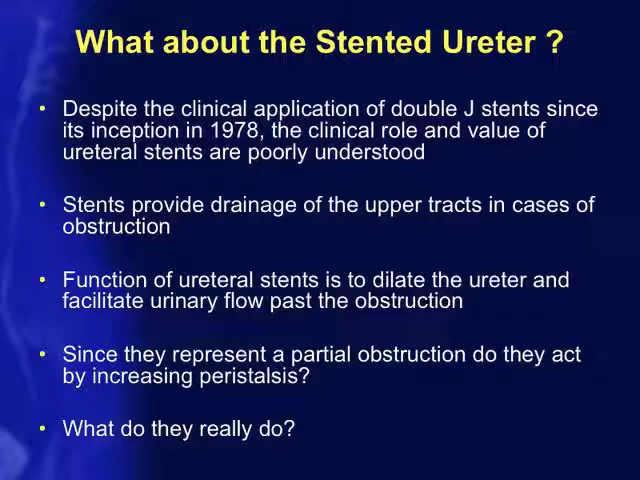 What about the Stented Ureter ?
• Despite the clinical application of double J stents since
its inception in 1978, the clinical role and value of
ureteral stents are poorly understood
• Stents provide drainage of the upper tracts in cases of
obstruction
• Function of ureteral stents is to dilate the ureter and
facilitate urinary flow past the obstruction
• Since they represent a partial obstruction do they act
by increasing peristalsis?
• What do they really do?